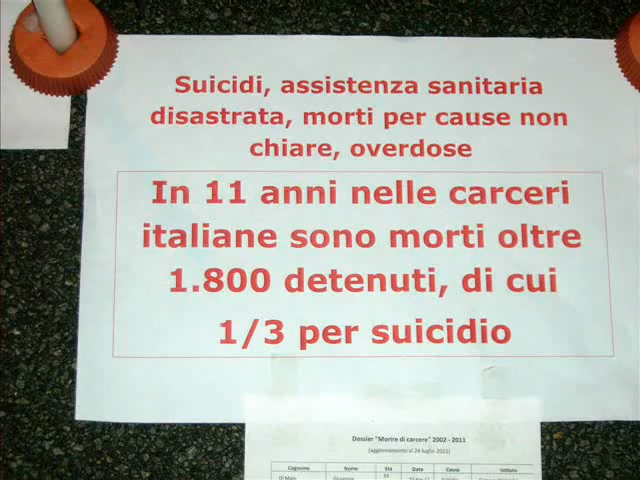 Suicidi, assistenza sanitaria
disastrata, morti per cause non
chiare, overdose
In 11 anni nelle carceri
italiane sono morti oltre
1.800 detenuti, di cui
1/3 per suicidio
Dossier "Morire di carcere" 2002 - 2011
(aggiornamento al 24 luglio 2011)
Cognome Nome Età Data Causa Istituto